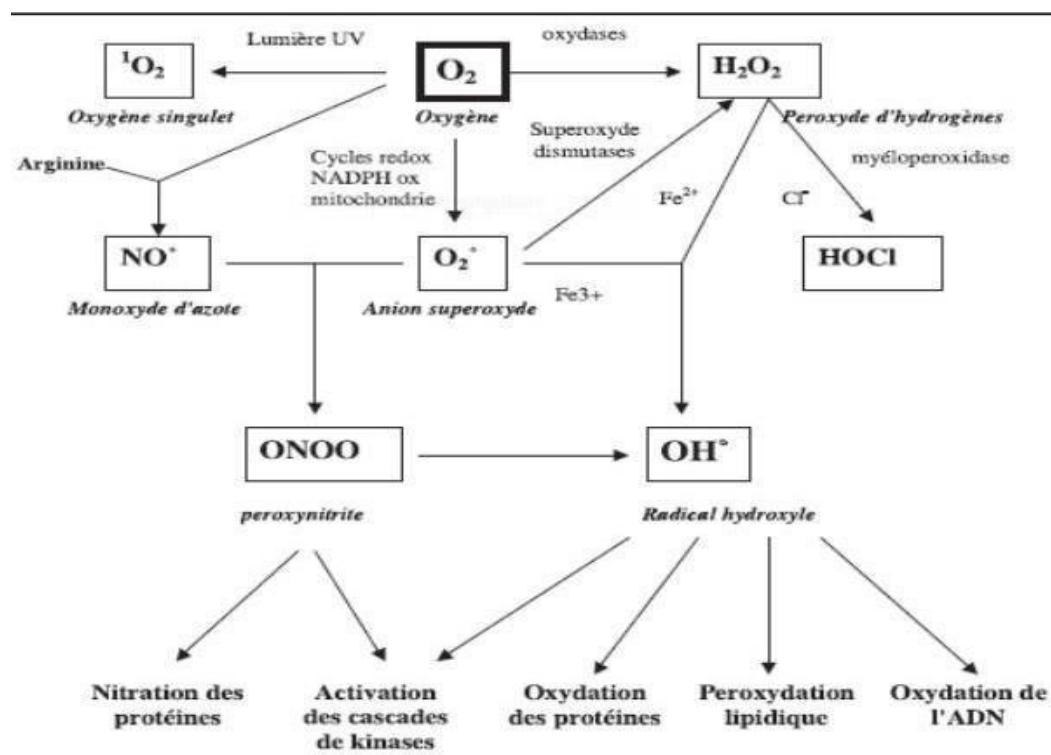 Lumière UV
oxydases
¹O₂
O₂
H₂O₂
Oxygène singulet
Oxygène
Peroxyde d'hydrogènes
Superoxyde
dismutases
Arginine
Cycles redox
NADPH ox
mitochondrie
myéloperoxidase
Fe²⁺
Cl⁻
NO°
O₂°
HOCl
Monoxyde d'azote
Anion superoxyde
Fe3+
ONOO
OH°
peroxynitrite
Radical hydroxyle
Nitration des
protéines
Activation
des cascades
de kinases
Oxydation
des protéines
Peroxydation
lipidique
Oxydation de
l'ADN